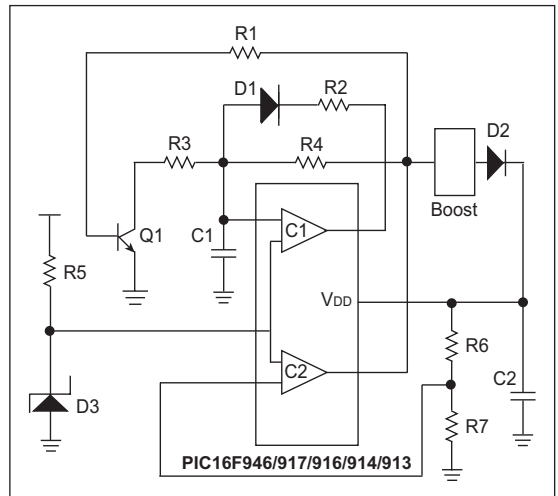 R1
D1
R2
R3
R4
D2
Boost
C1
Q1
C1
R5
VDD
R6
C2
C2
D3
R7
PIC16F946/917/916/914/913